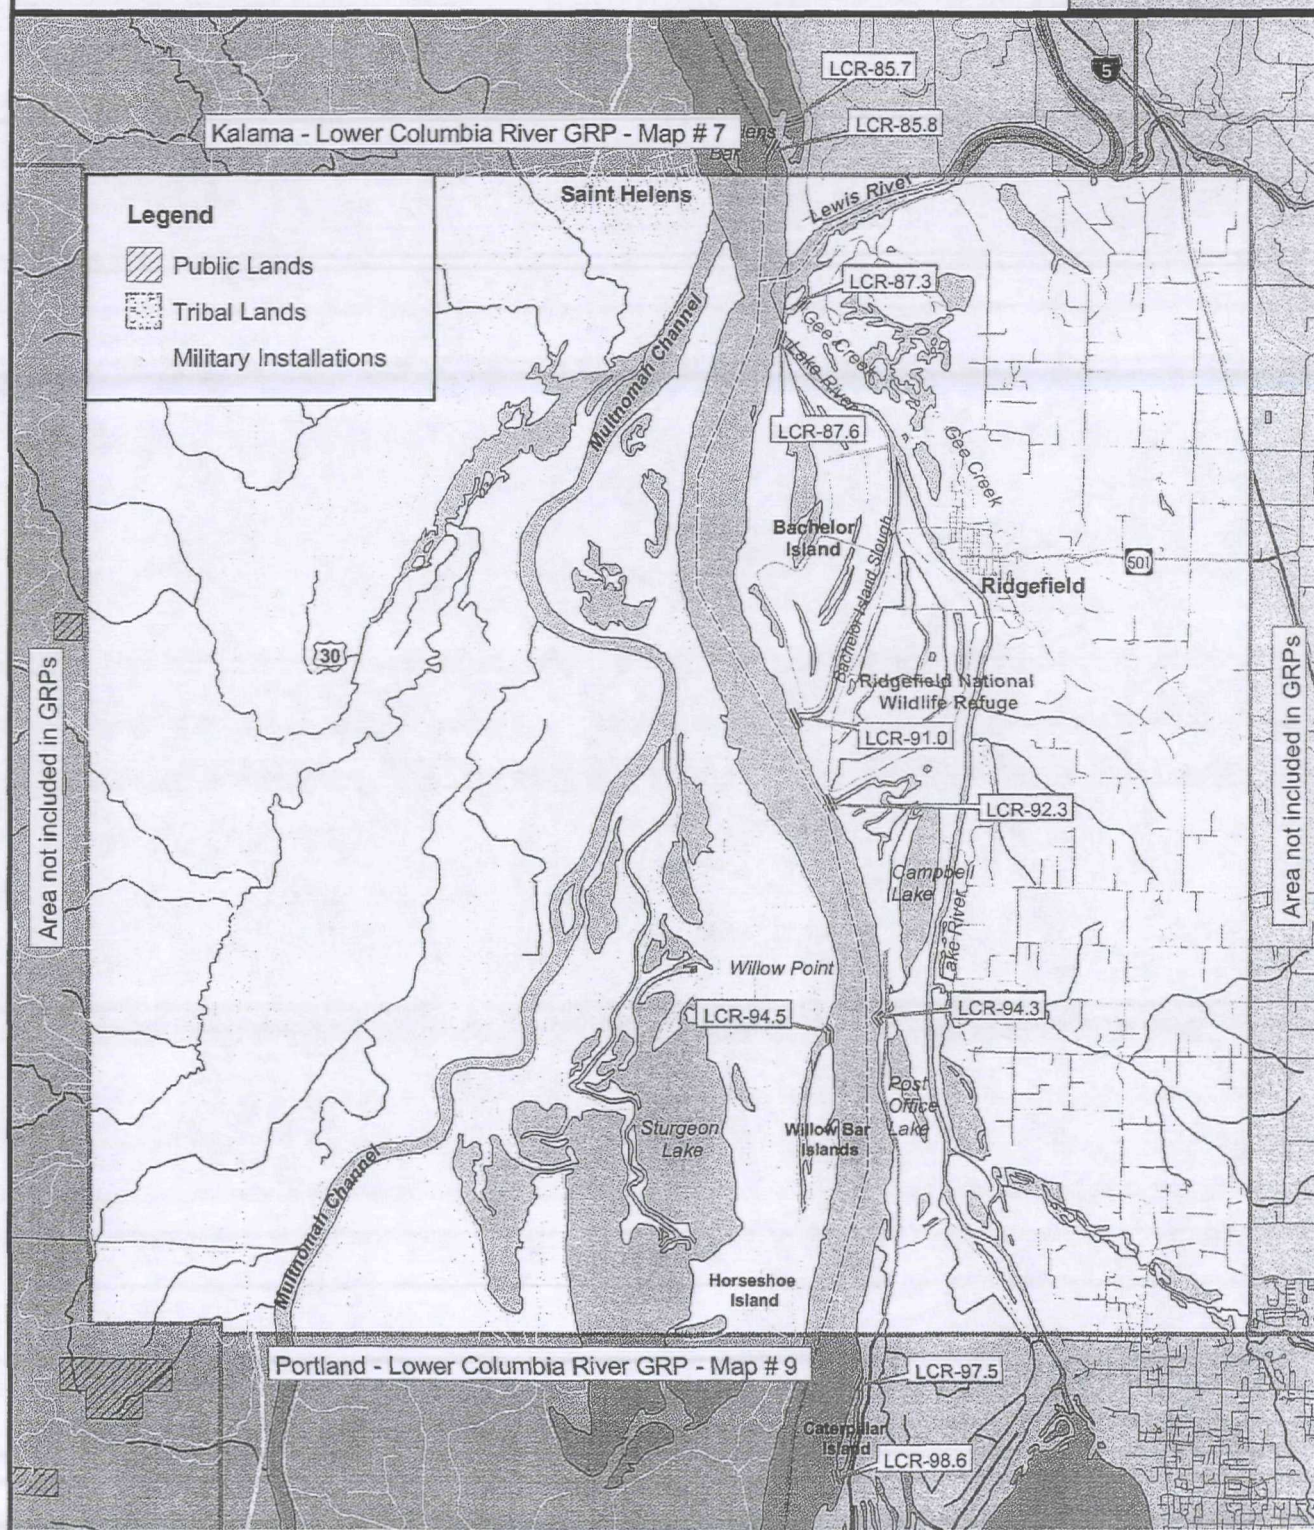 LCR-85.7
5
LCR-85.8
Kalama - Lower Columbia River GRP - Map # 7
Bar
Saint Helens
Lewis River
Legend
Public Lands
Tribal Lands
Military Installations
LCR-87.3
Multnomah Channel
Gee Creek
Lake River
LCR-87.6
Gee Creek
Bachelor
Island
Bachelor Island Slough
501
Ridgefield
30
Area not included in GRPs
Area not included in GRPs
Ridgefield National
Wildlife Refuge
LCR-91.0
LCR-92.3
Campbell
Lake
Lake River
Willow Point
LCR-94.5
LCR-94.3
Post
Office
Lake
Sturgeon
Lake
Willow Bar
Islands
Multnomah Channel
Horseshoe
Island
Portland - Lower Columbia River GRP - Map # 9
LCR-97.5
Caterpillar
Island
LCR-98.6